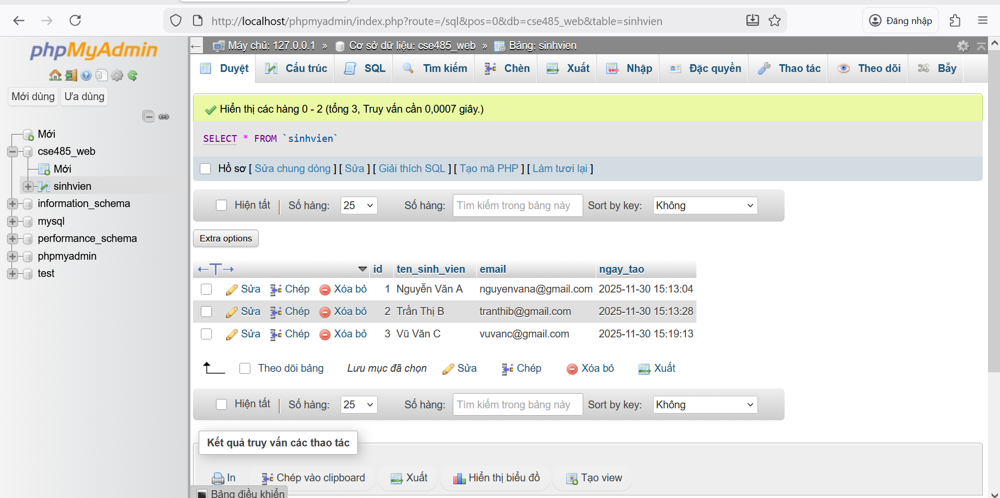 http://localhost/phpmyadmin/index.php?route=/sql&pos=0&db=cse485_web&table=sinhvien
Đăng nhập
phpMyAdmin
Mới dùng Ưa dùng
Mới
cse485_web
Mới
sinhvien
information_schema
mysql
performance_schema
phpmyadmin
test
Máy chủ: 127.0.0.1 » Cơ sở dữ liệu: cse485_web » Bảng: sinhvien
Duyệt Cấu trúc SQL Tìm kiếm Chèn Xuất Nhập Đặc quyền Thao tác Theo dõi Bẫy
Hiển thị các hàng 0 - 2 (tổng 3, Truy vấn cần 0,0007 giây.)
SELECT * FROM `sinhvien`
Hồ sơ [ Sửa chung dòng ] [ Sửa ] [ Giải thích SQL ] [ Tạo mã PHP ] [ Làm tươi lại ]
Hiện tất | Số hàng: 25 Số hàng: Tìm kiếm trong bảng này Sort by key: Không
Extra options
←T→ id ten_sinh_vien email ngay_tao
Sửa Chép Xóa bỏ 1 Nguyễn Văn A nguyenvana@gmail.com 2025-11-30 15:13:04
Sửa Chép Xóa bỏ 2 Trần Thị B tranthib@gmail.com 2025-11-30 15:13:28
Sửa Chép Xóa bỏ 3 Vũ Văn C vuvanc@gmail.com 2025-11-30 15:19:13
Theo dõi bảng Lưu mục đã chọn Sửa Chép Xóa bỏ Xuất
Hiện tất | Số hàng: 25 Số hàng: Tìm kiếm trong bảng này Sort by key: Không
Kết quả truy vấn các thao tác
In Chép vào clipboard Xuất Hiển thị biểu đồ Tạo view
Bảng điều khiển